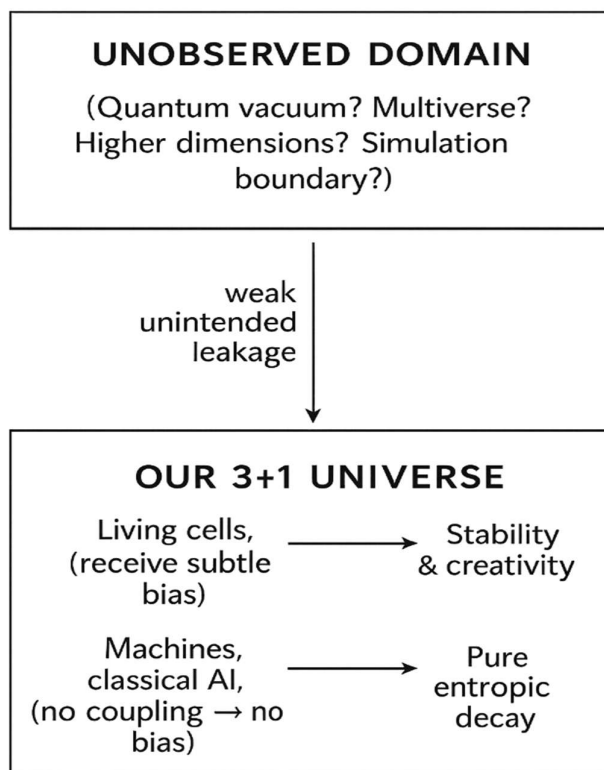 UNOBSERVED DOMAIN
(Quantum vacuum? Multiverse?
Higher dimensions? Simulation
boundary?)
weak
unintended
leakage
OUR 3+1 UNIVERSE
Living cells,
(receive subtle
bias)
Stability
& creativity
Machines,
classical AI,
(no coupling → no
bias)
Pure
entropic
decay